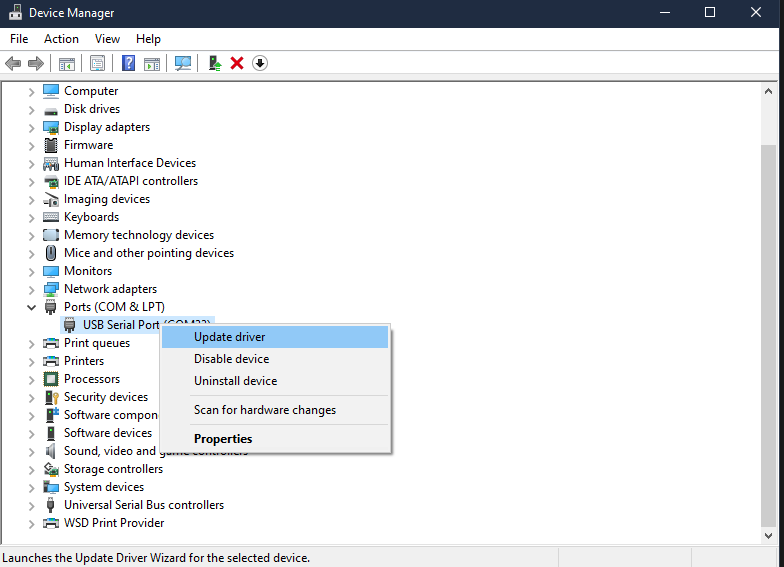 Device Manager
File Action View Help
Computer
Disk drives
Display adapters
Firmware
Human Interface Devices
IDE ATA/ATAPI controllers
Imaging devices
Keyboards
Memory technology devices
Mice and other pointing devices
Monitors
Network adapters
Ports (COM & LPT)
USB Serial Port
Update driver
Disable device
Uninstall device
Scan for hardware changes
Properties
Print queues
Printers
Processors
Security devices
Software compon
Software devices
Sound, video and game controllers
Storage controllers
System devices
Universal Serial Bus controllers
WSD Print Provider
Launches the Update Driver Wizard for the selected device.